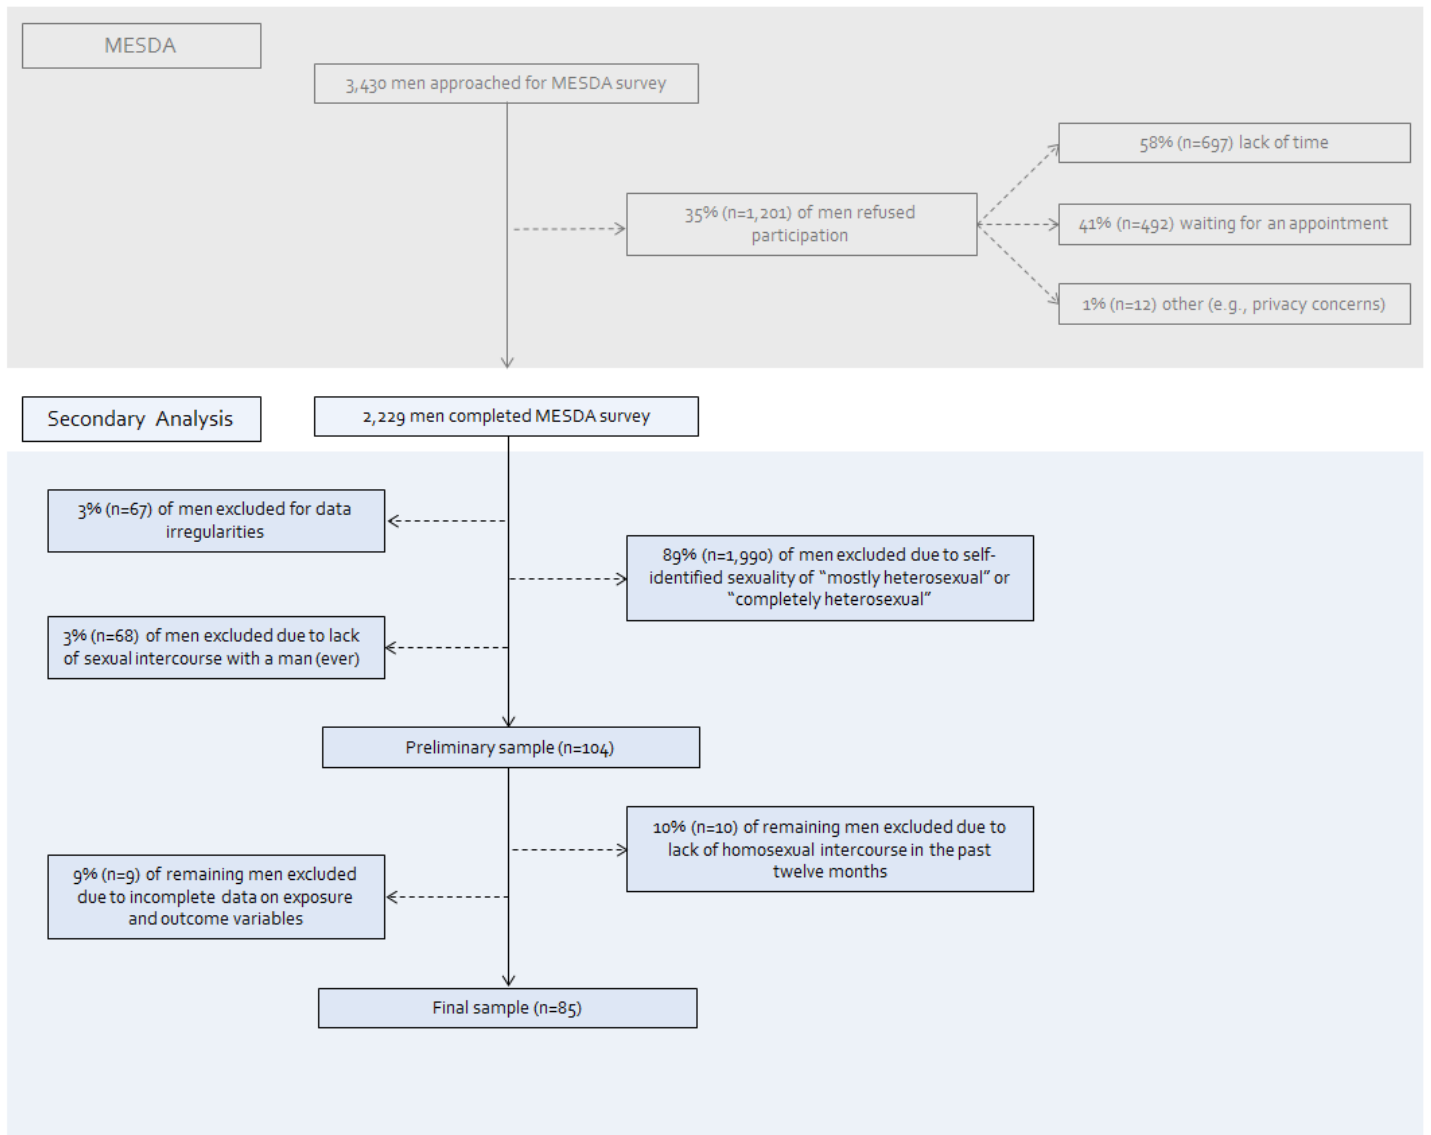 MESDA
3,430 men approached for MESDA survey
58% (n=697) lack of time
35% (n=1,201) of men refused
participation
41% (n=492) waiting for an appointment
1% (n=12) other (e.g., privacy concerns)
Secondary Analysis
2,229 men completed MESDA survey
3% (n=67) of men excluded for data
irregularities
89% (n=1,990) of men excluded due to self-
identified sexuality of “mostly heterosexual” or
“completely heterosexual”
3% (n=68) of men excluded due to lack
of sexual intercourse with a man (ever)
Preliminary sample (n=104)
10% (n=10) of remaining men excluded due to
lack of homosexual intercourse in the past
twelve months
9% (n=9) of remaining men excluded
due to incomplete data on exposure
and outcome variables
Final sample (n=85)